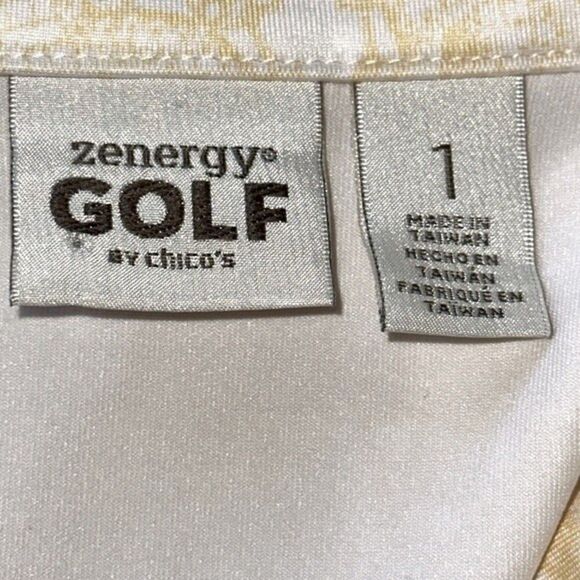 zenergy®
GOLF
BY CHICO'S
1
MADE IN
TAIWAN
HECHO EN
TAIWAN
FABRIQUÉ EN
TAIWAN